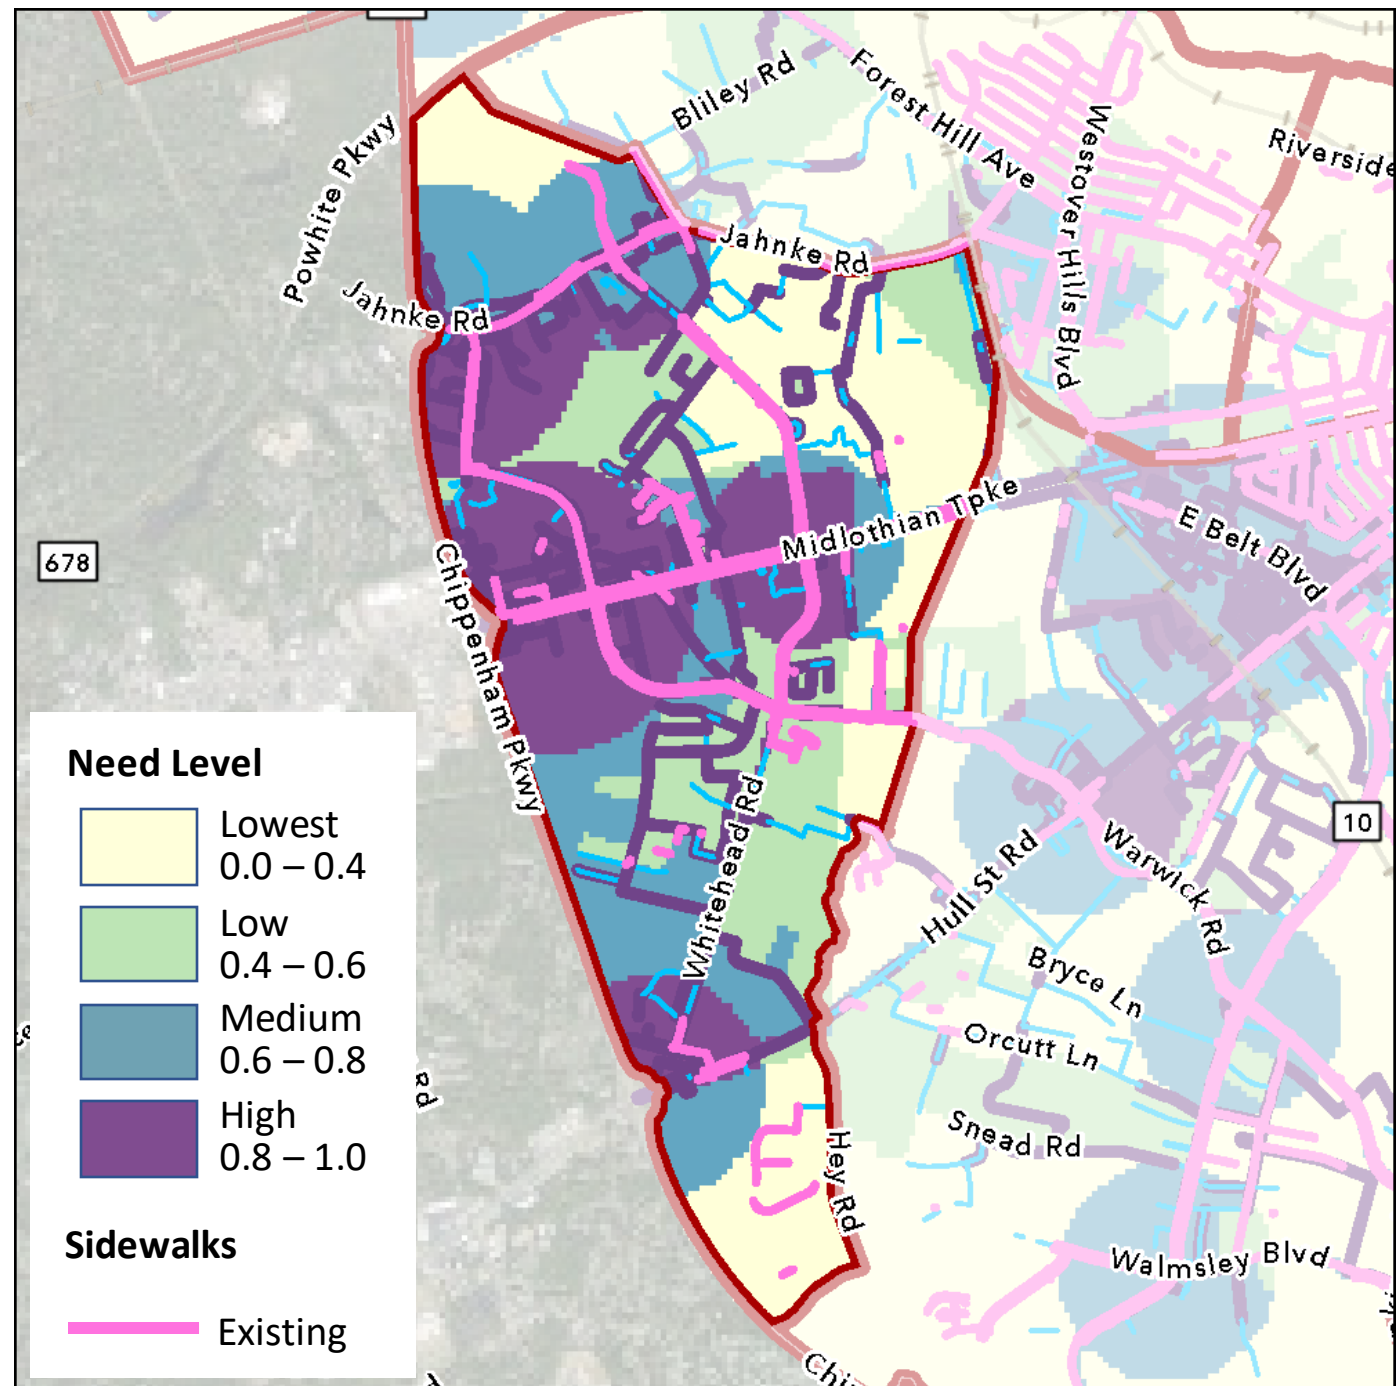 Bliley Rd
Forest Hill Ave
Westover Hills Blvd
Riverside
Powhite Pkwy
Jahnke Rd
Jahnke Rd
Midlothian Tpke
E Belt Blvd
678
Chippenham Pkwy
Need Level
Lowest
0.0 – 0.4
Low
0.4 – 0.6
Medium
0.6 – 0.8
High
0.8 – 1.0
Sidewalks
Existing
Whitehead Rd
10
Hull St Rd
Warwick Rd
Bryce Ln
Orcutt Ln
Rd
Snead Rd
Hey Rd
Walmsley Blvd
Chi